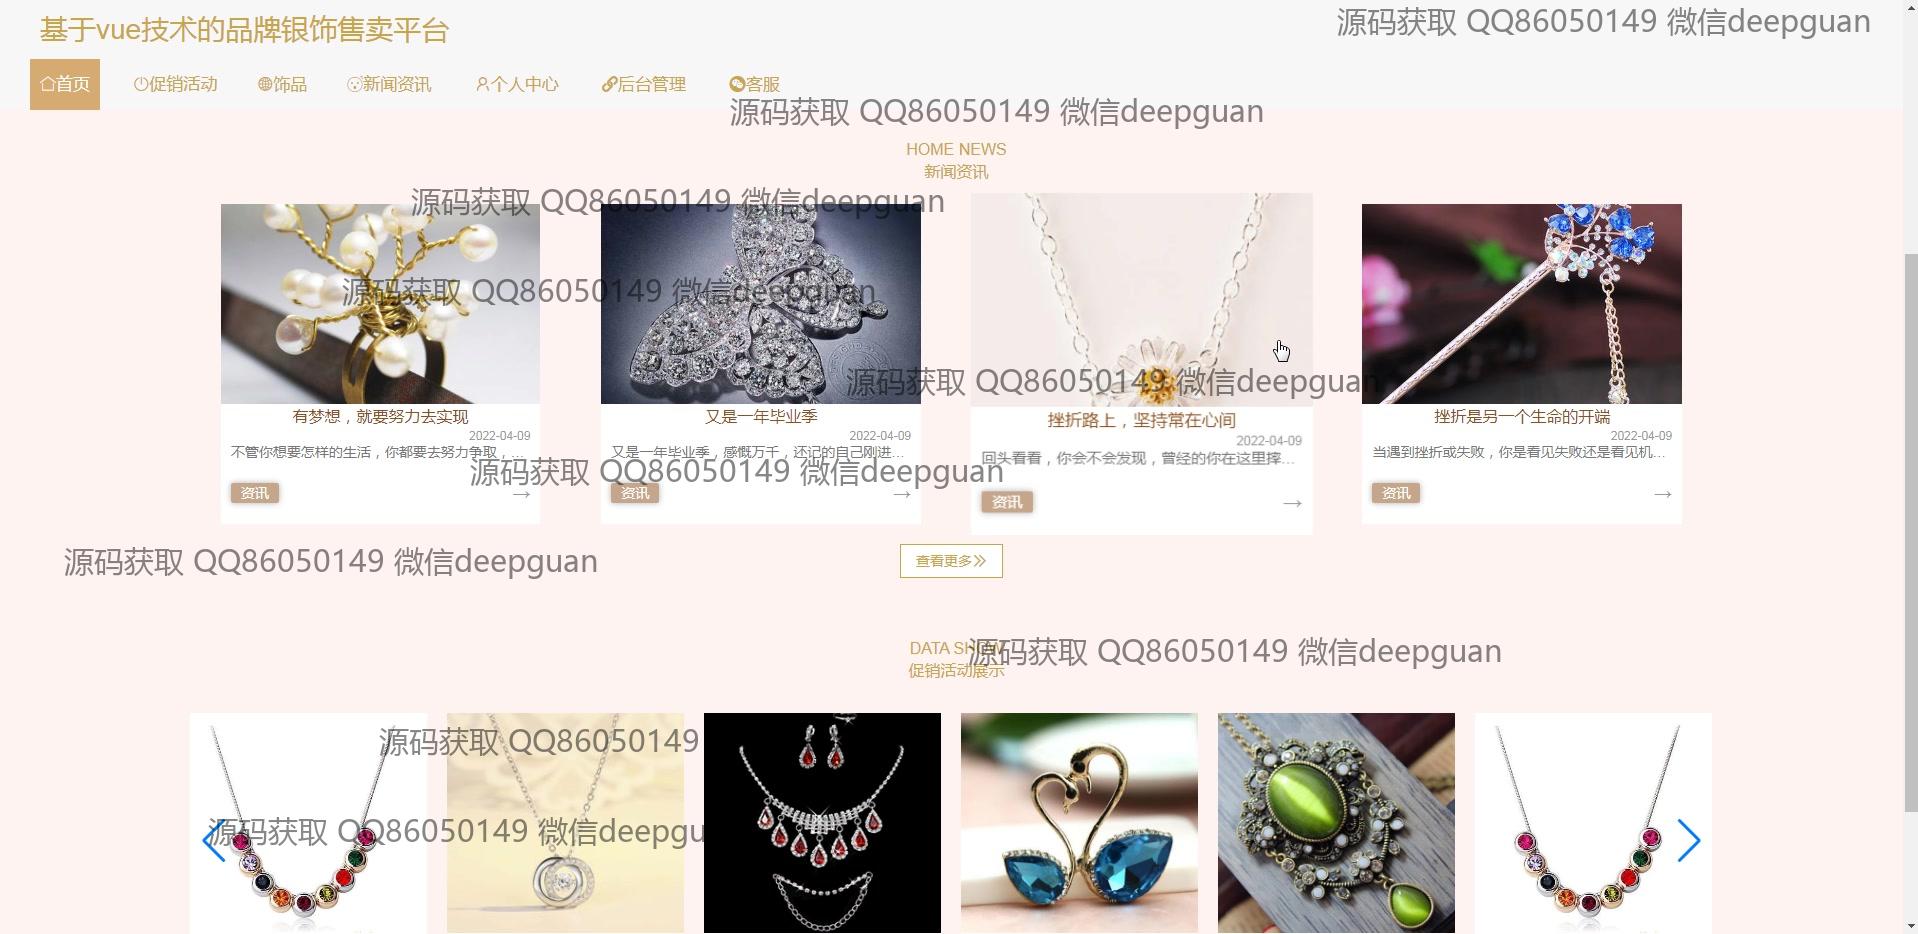 基于vue技术的品牌银饰售卖平台
源码获取 QQ86050149 微信deepguan
首页
促销活动
饰品
新闻资讯
个人中心
后台管理
客服
源码获取 QQ86050149 微信deepguan
HOME NEWS
新闻资讯
源码获取 QQ86050149 微信deepguan
源码获取 QQ86050149 微信deepguan
源码获取 QQ86050149 微信deepguan
有梦想，就要努力去实现
2022-04-09
不管你想要怎样的生活，你都要去努力争取，...
资讯
又是一年毕业季
2022-04-09
又是一年毕业季，感慨万千，还记的自己刚进...
资讯
挫折路上，坚持常在心间
2022-04-09
回头看看，你会不会发现，曾经的你在这里摔...
资讯
挫折是另一个生命的开端
2022-04-09
当遇到挫折或失败，你是看见失败还是看见机...
资讯
源码获取 QQ86050149 微信deepguan
查看更多
源码获取 QQ86050149 微信deepguan
DATA SHOW
促销活动展示
源码获取 QQ86050149 微信deepguan
源码获取 QQ86050149
源码获取 QQ86050149 微信deepgu